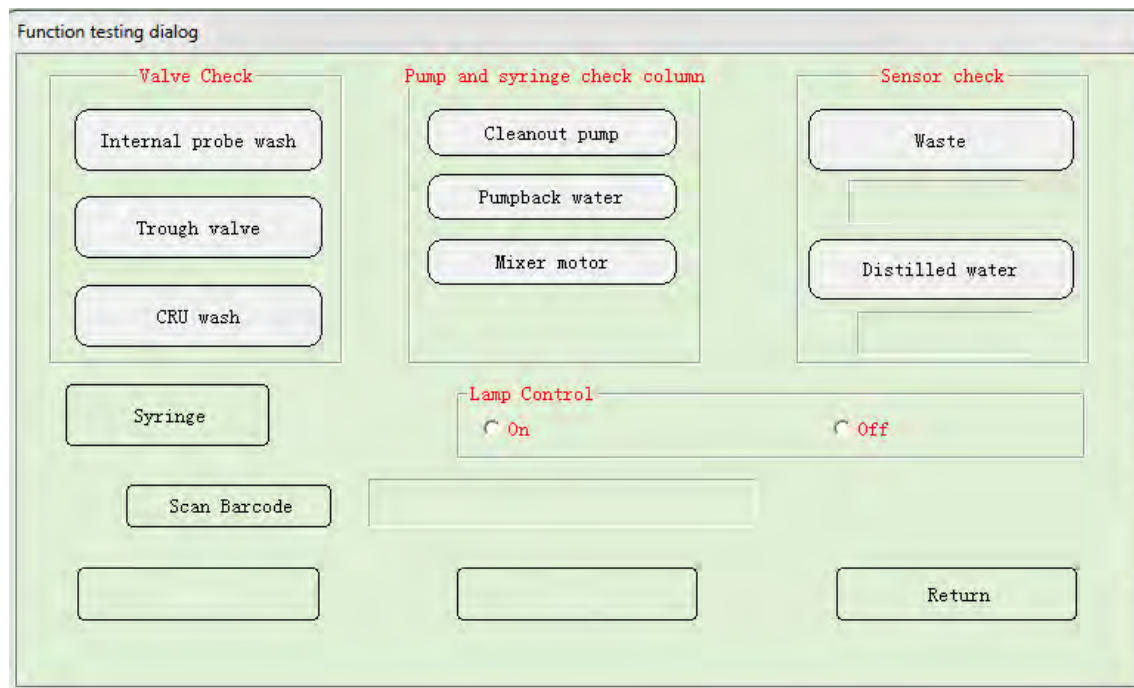 Function testing dialog
Valve Check
Internal probe wash
Trough valve
CRU wash
Pump and syringe check column
Cleanout pump
Pumpback water
Mixer motor
Sensor check
Waste
Distilled water
Syringe
Lamp Control
On
Off
Scan Barcode
Return